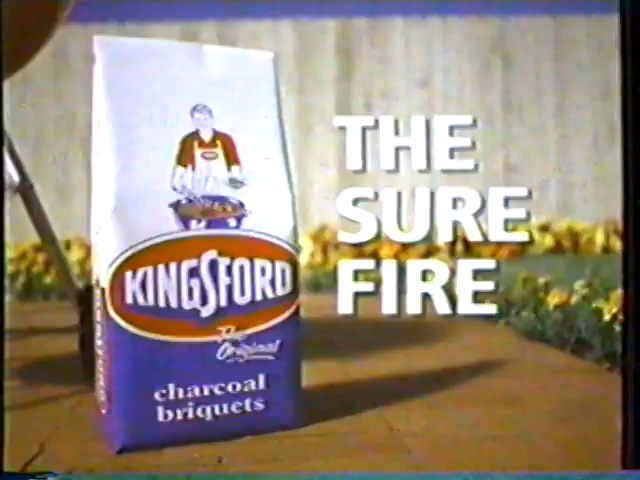 KINGSFORD
The
Original
charcoal
briquets
THE
SURE
FIRE